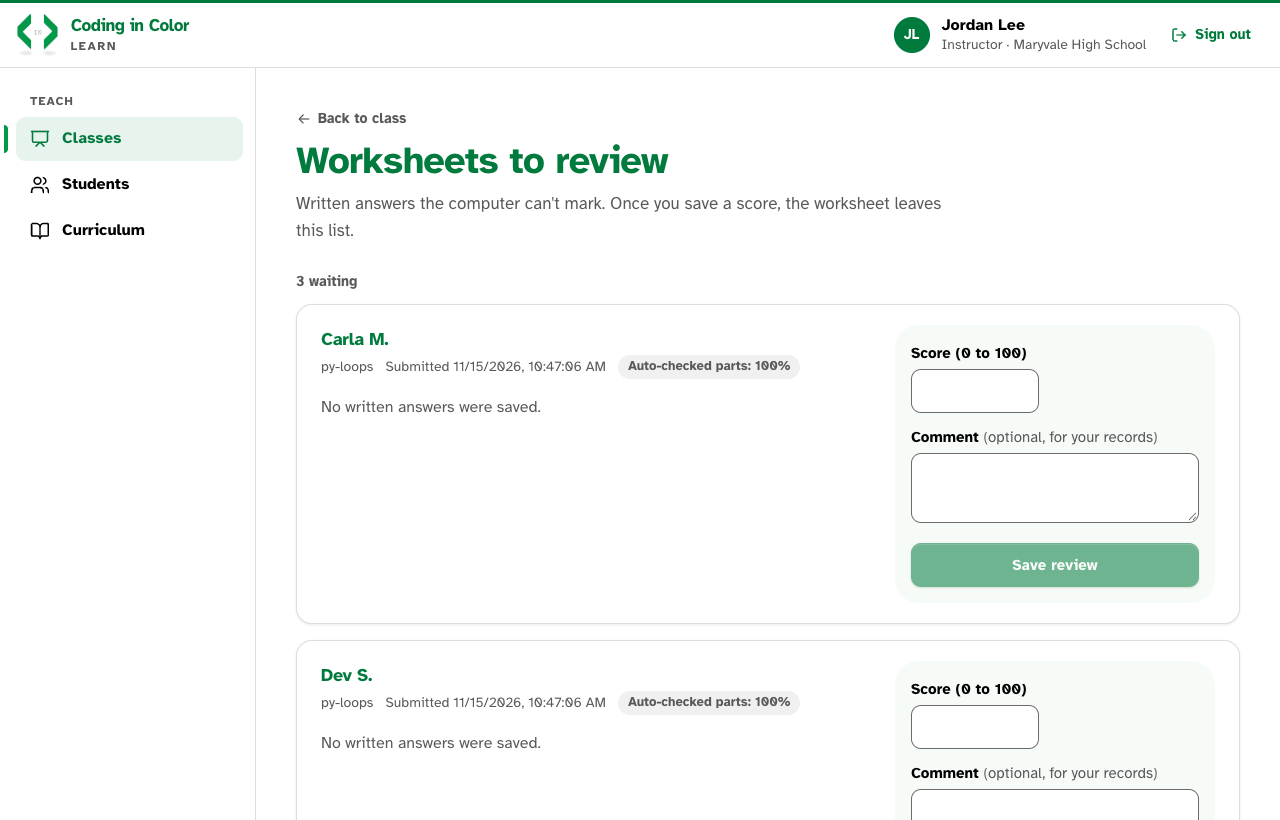 Coding in Color
LEARN
JL
Jordan Lee
Instructor · Maryvale High School
Sign out
TEACH
Classes
Students
Curriculum
Back to class
Worksheets to review
Written answers the computer can't mark. Once you save a score, the worksheet leaves
this list.
3 waiting
Carla M.
py-loops Submitted 11/15/2026, 10:47:06 AM Auto-checked parts: 100%
No written answers were saved.
Score (0 to 100)
Comment (optional, for your records)
Save review
Dev S.
py-loops Submitted 11/15/2026, 10:47:06 AM Auto-checked parts: 100%
No written answers were saved.
Score (0 to 100)
Comment (optional, for your records)